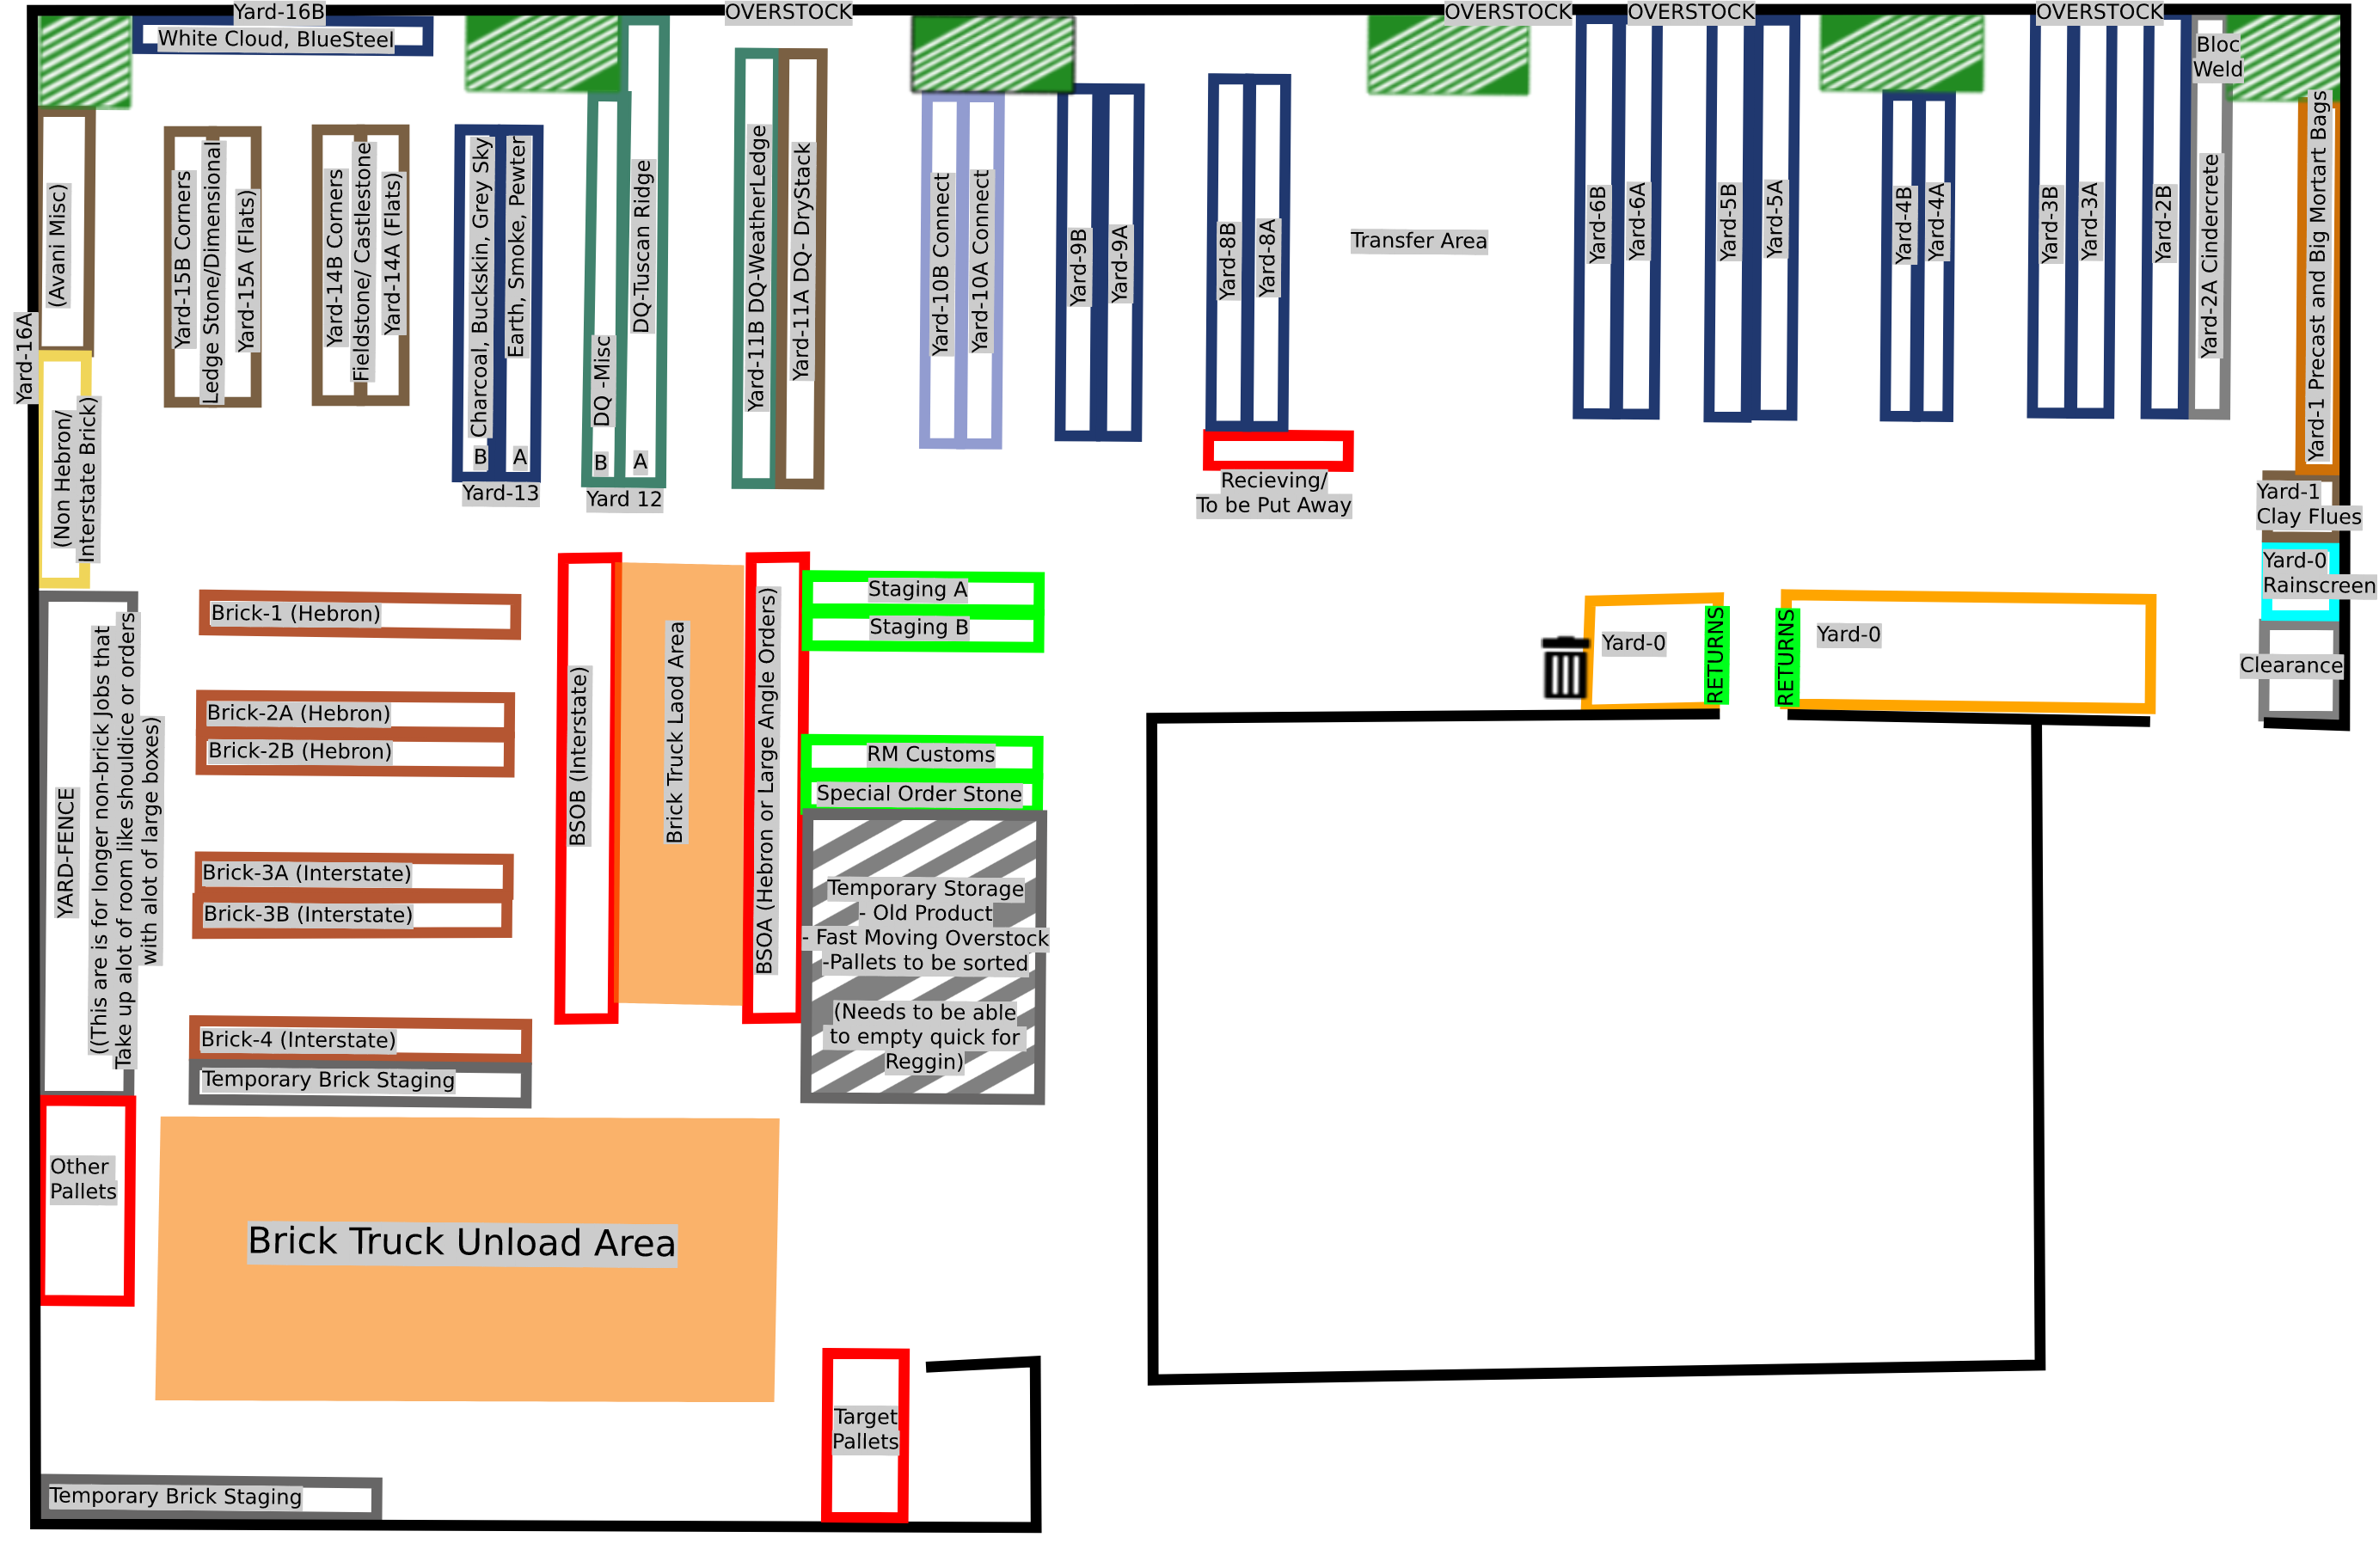 Yard-16B
OVERSTOCK
OVERSTOCK
OVERSTOCK
OVERSTOCK
White Cloud, BlueSteel
Bloc
Weld
Yard-16A
(Avani Misc)
(Non Hebron/
Interstate Brick)
Yard-15B Corners
Ledge Stone/Dimensional
Yard-15A (Flats)
Yard-14B Corners
Fieldstone/ Castlestone
Yard-14A (Flats)
Charcoal, Buckskin, Grey Sky
Earth, Smoke, Pewter
B
A
Yard-13
DQ -Misc
DQ-Tuscan Ridge
B
A
Yard 12
Yard-11B DQ-WeatherLedge
Yard-11A DQ- DryStack
Yard-10B Connect
Yard-10A Connect
Yard-9B
Yard-9A
Yard-8B
Yard-8A
Recieving/
To be Put Away
Transfer Area
Yard-6B
Yard-6A
Yard-5B
Yard-5A
Yard-4B
Yard-4A
Yard-3B
Yard-3A
Yard-2B
Yard-2A Cindercrete
Yard-1 Precast and Big Mortart Bags
Yard-1
Clay Flues
Yard-0
Rainscreen
Clearance
Yard-0
RETURNS
RETURNS
Yard-0
YARD-FENCE
((This are is for longer non-brick Jobs that
Take up alot of room like shouldice or orders
with alot of large boxes)
Brick-1 (Hebron)
Brick-2A (Hebron)
Brick-2B (Hebron)
Brick-3A (Interstate)
Brick-3B (Interstate)
Brick-4 (Interstate)
Temporary Brick Staging
BSOB (Interstate)
Brick Truck Laod Area
BSOA (Hebron or Large Angle Orders)
Staging A
Staging B
RM Customs
Special Order Stone
Temporary Storage
- Old Product
- Fast Moving Overstock
-Pallets to be sorted
(Needs to be able
to empty quick for
Reggin)
Other
Pallets
Brick Truck Unload Area
Target
Pallets
Temporary Brick Staging